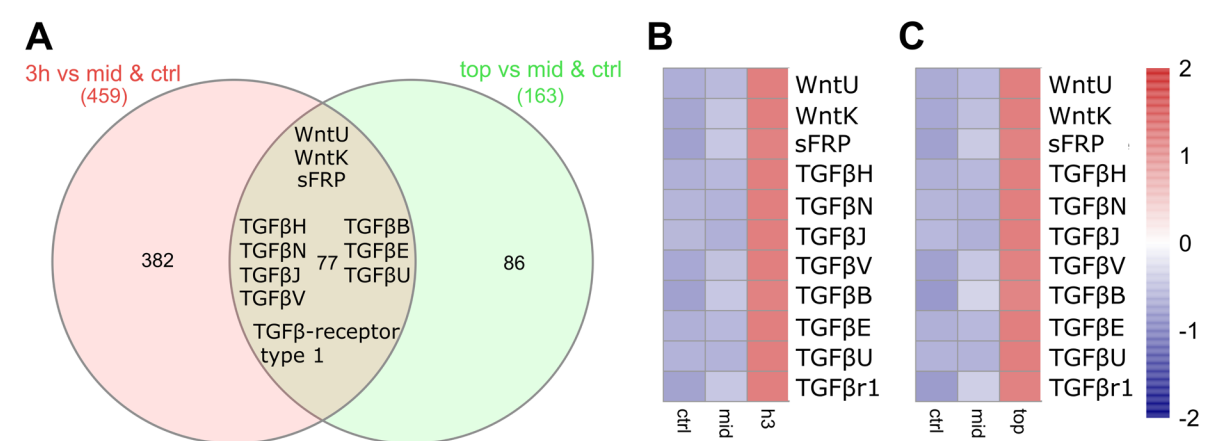 A
3h vs mid & ctrl
(459)
top vs mid & ctrl
(163)
WntU
WntK
sFRP
TGFβH
TGFβN
TGFβJ
TGFβV
TGFβB
TGFβE
TGFβU
382
77
86
TGFβ-receptor
type 1
B
WntU
WntK
sFRP
TGFβH
TGFβN
TGFβJ
TGFβV
TGFβB
TGFβE
TGFβU
TGFβr1
ctrl
mid
h3
C
WntU
WntK
sFRP
TGFβH
TGFβN
TGFβJ
TGFβV
TGFβB
TGFβE
TGFβU
TGFβr1
ctrl
mid
top
2
1
0
-1
-2